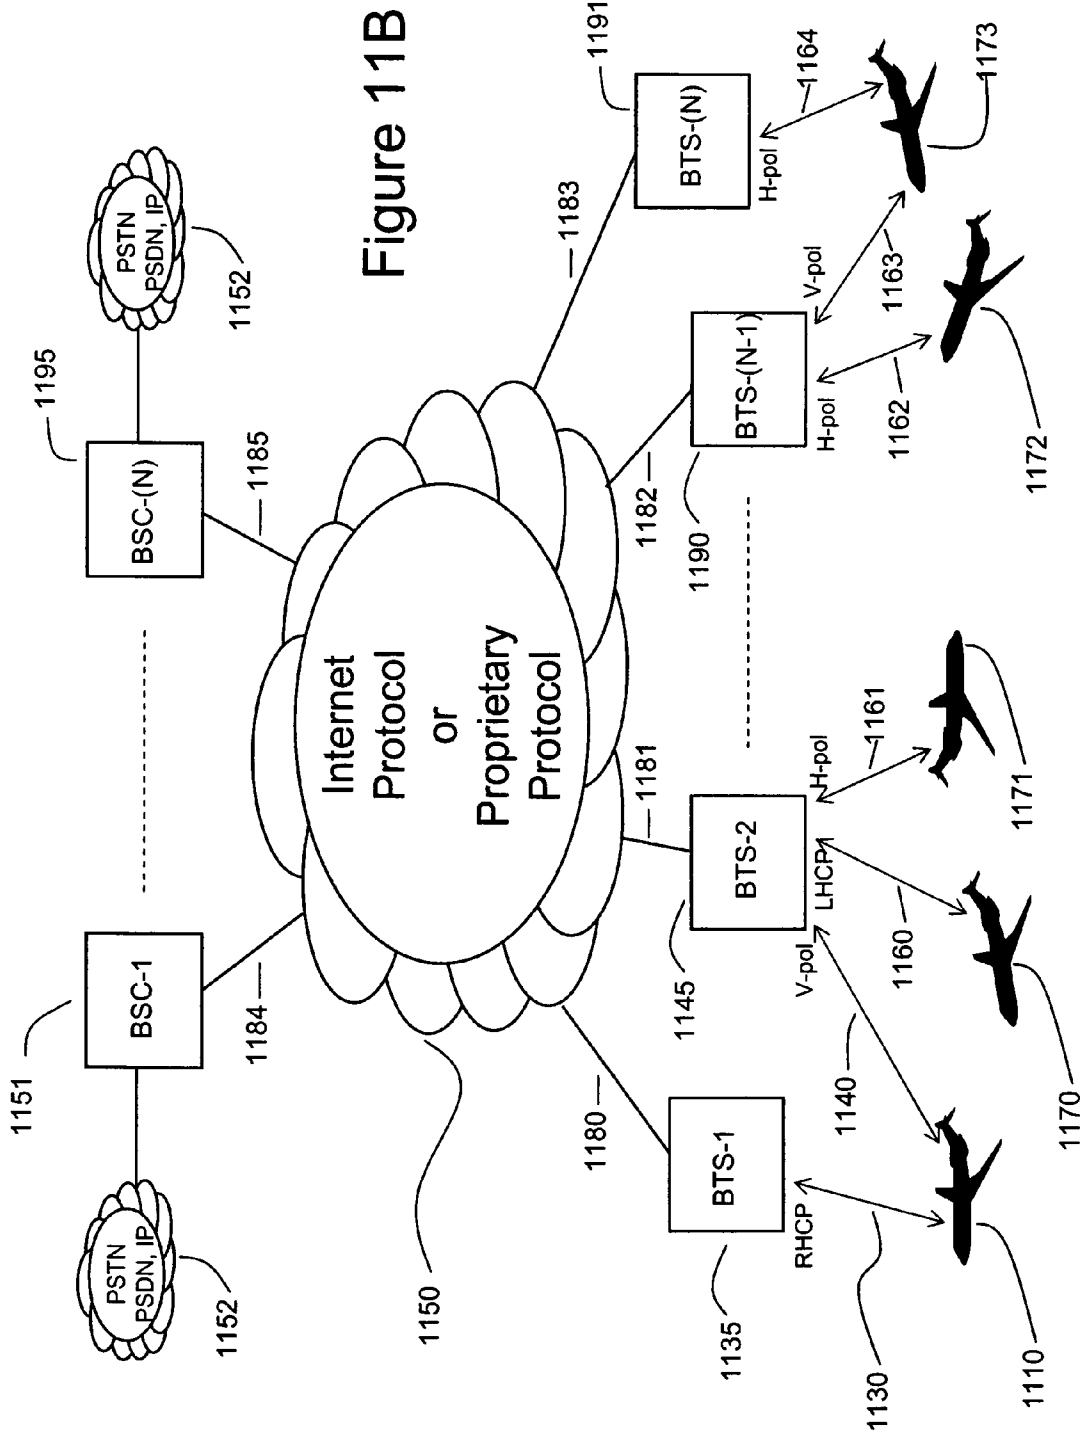 1151
1195
PSTN
PSDN, IP
BSC-1
BSC-(N)
PSTN
PSDN, IP
1152
1184
1185
1152
Internet
Protocol
or
Proprietary
Protocol
Figure 11B
1150
1180
1181
1182
1183
1191
1135
1145
1190
BTS-1
BTS-2
BTS-(N-1)
BTS-(N)
RHCP
V-pol
LHCP
H-pol
H-pol
V-pol
H-pol
1130
1140
1160
1161
1162
1163
1164
1110
1170
1171
1172
1173